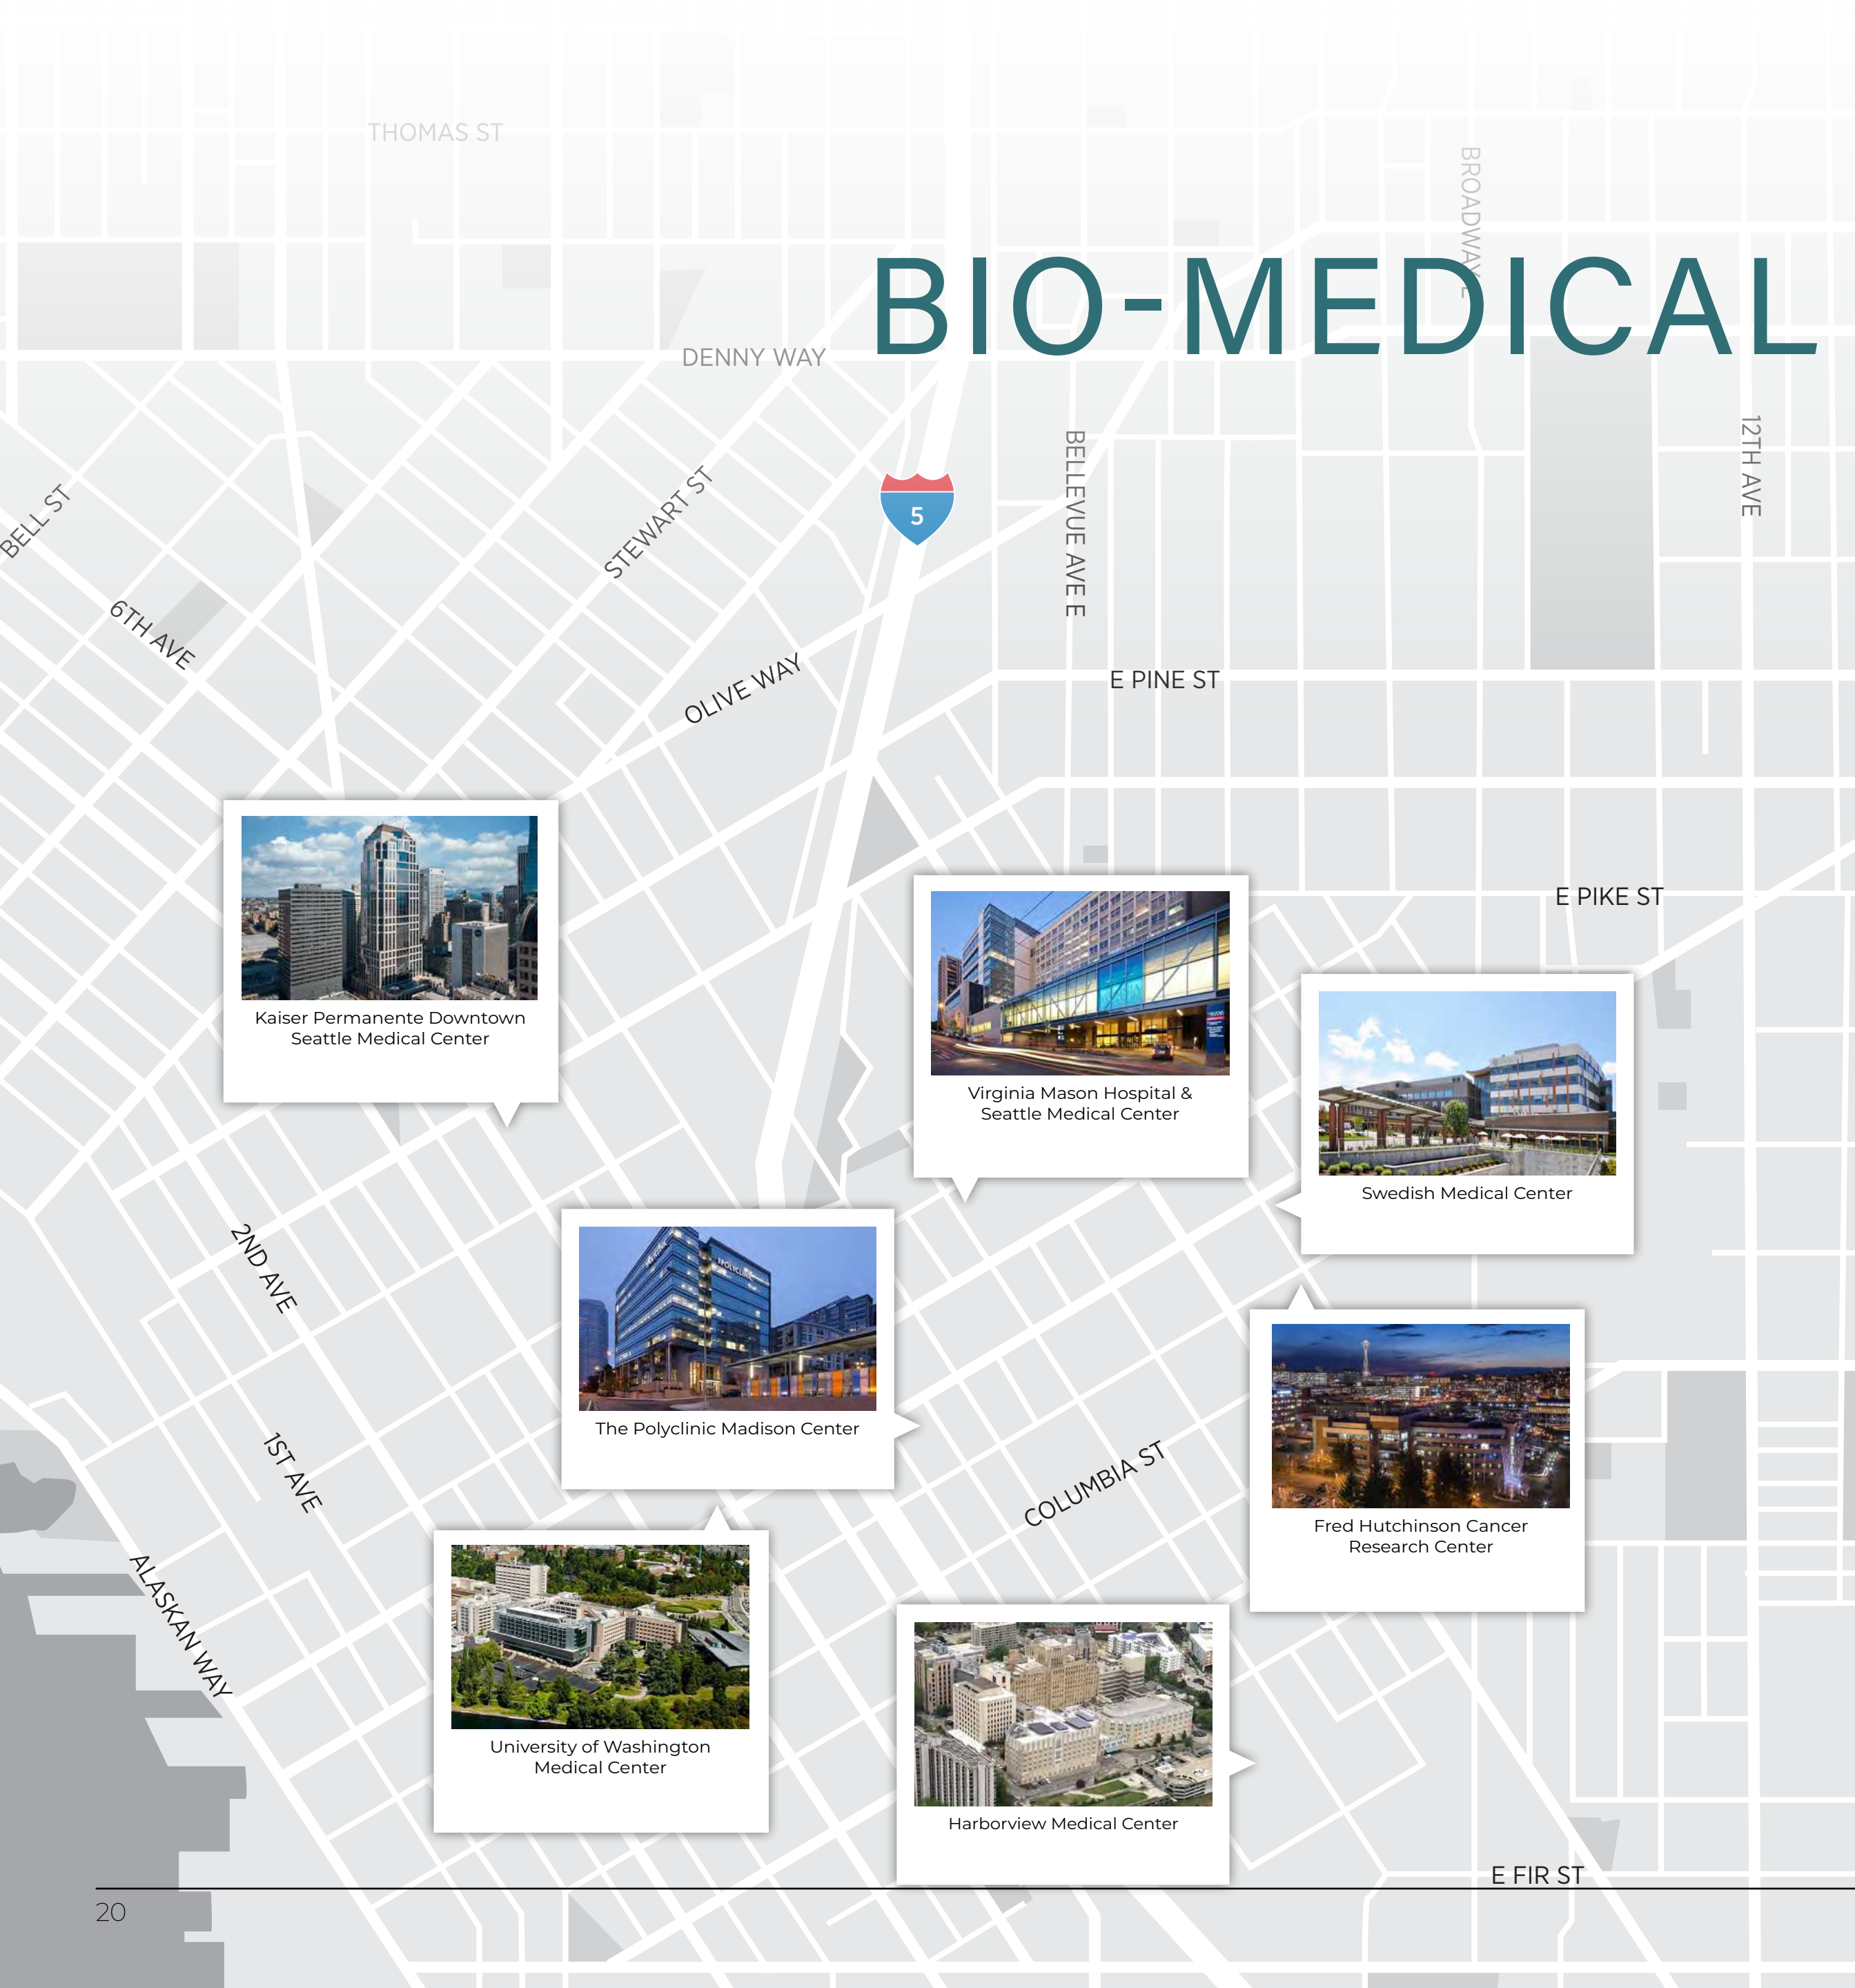 THOMAS ST
BROADWAY E
BIO-MEDICAL
DENNY WAY
12TH AVE
BELLEVUE AVE E
STEWART ST
BELL ST
5
6TH AVE
OLIVE WAY
E PINE ST
E PIKE ST
Kaiser Permanente Downtown
Seattle Medical Center
Virginia Mason Hospital &
Seattle Medical Center
Swedish Medical Center
2ND AVE
POLYCLINIC
The Polyclinic Madison Center
1ST AVE
COLUMBIA ST
Fred Hutchinson Cancer
Research Center
ALASKAN WAY
University of Washington
Medical Center
Harborview Medical Center
E FIR ST
20